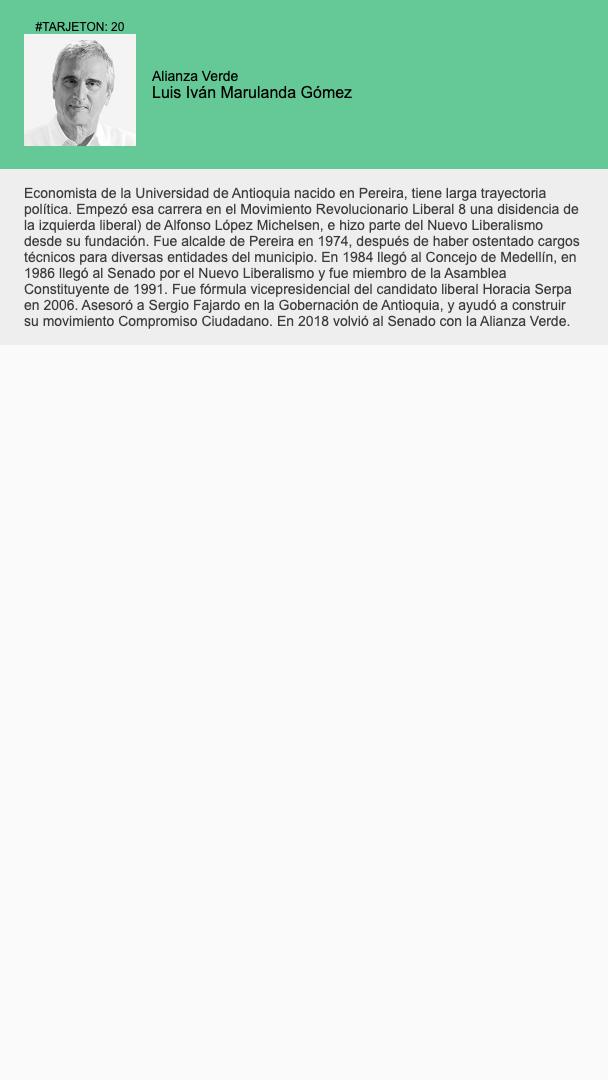 #TARJETON: 20
Alianza Verde
Luis Iván Marulanda Gómez
Economista de la Universidad de Antioquia nacido en Pereira, tiene larga trayectoria
política. Empezó esa carrera en el Movimiento Revolucionario Liberal 8 una disidencia de
la izquierda liberal) de Alfonso López Michelsen, e hizo parte del Nuevo Liberalismo
desde su fundación. Fue alcalde de Pereira en 1974, después de haber ostentado cargos
técnicos para diversas entidades del municipio. En 1984 llegó al Concejo de Medellín, en
1986 llegó al Senado por el Nuevo Liberalismo y fue miembro de la Asamblea
Constituyente de 1991. Fue fórmula vicepresidencial del candidato liberal Horacia Serpa
en 2006. Asesoró a Sergio Fajardo en la Gobernación de Antioquia, y ayudó a construir
su movimiento Compromiso Ciudadano. En 2018 volvió al Senado con la Alianza Verde.